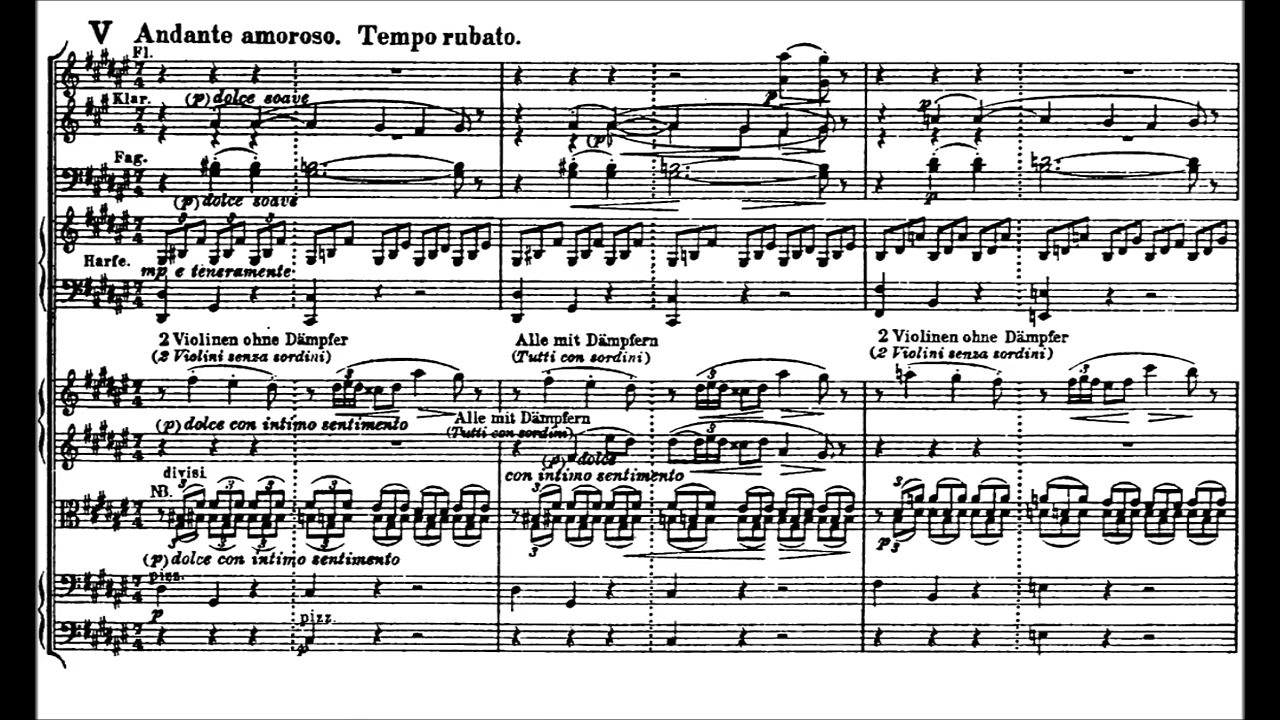 V Andante amoroso. Tempo rubato.
Fl.
Klar. (p) dolce soave
p
p
(p)
Fag.
(p) dolce soave
p
3 3 3
Harfe.
mp e teneramente
2 Violinen ohne Dämpfer
(2 Violini senza sordini)
Alle mit Dämpfern
(Tutti con sordini)
2 Violinen ohne Dämpfer
(2 Violini senza sordini)
(p) dolce con intimo sentimento
Alle mit Dämpfern
(Tutti con sordini)
(p) dolce
con intimo sentimento
divisi
NB.
(p) dolce con intimo sentimento
p
pizz.
p
pizz.
p